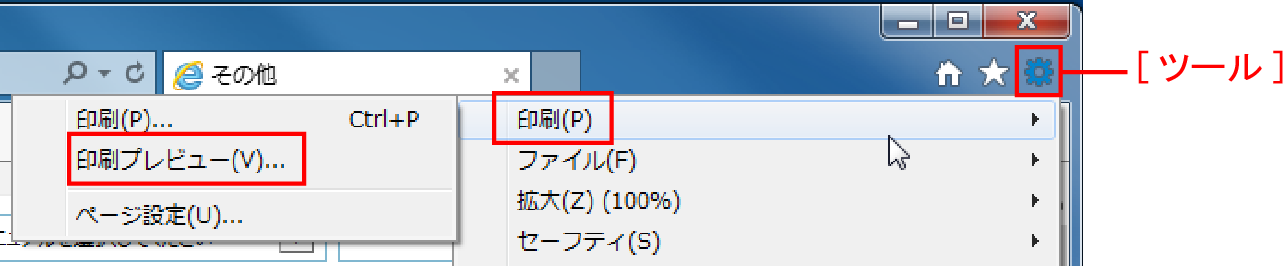 その他
[ ツール ]
印刷(P)... Ctrl+P
印刷プレビュー(V)...
ページ設定(U)...
印刷(P)
ファイル(F)
拡大(Z) (100%)
セーフティ(S)